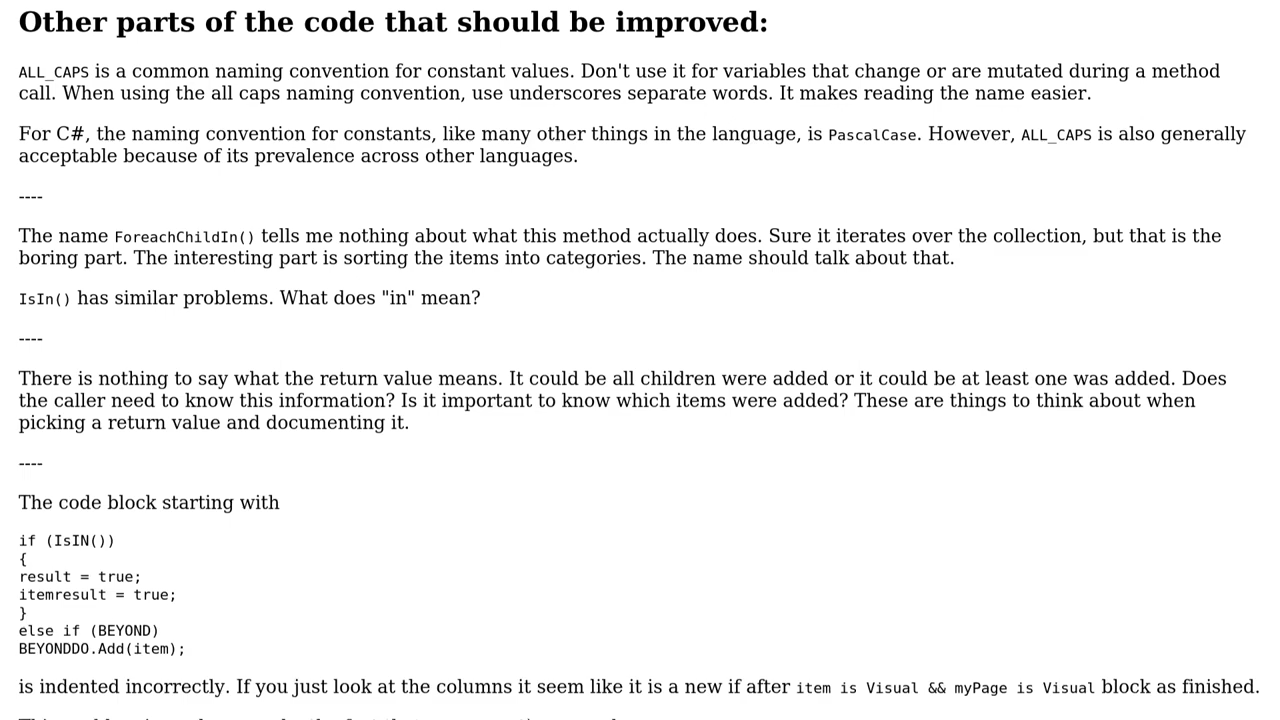 Other parts of the code that should be improved:
ALL_CAPS is a common naming convention for constant values. Don't use it for variables that change or are mutated during a method
call. When using the all caps naming convention, use underscores separate words. It makes reading the name easier.
For C#, the naming convention for constants, like many other things in the language, is PascalCase. However, ALL_CAPS is also generally
acceptable because of its prevalence across other languages.
----
The name ForeachChildIn() tells me nothing about what this method actually does. Sure it iterates over the collection, but that is the
boring part. The interesting part is sorting the items into categories. The name should talk about that.
IsIn() has similar problems. What does "in" mean?
----
There is nothing to say what the return value means. It could be all children were added or it could be at least one was added. Does
the caller need to know this information? Is it important to know which items were added? These are things to think about when
picking a return value and documenting it.
----
The code block starting with
if (IsIN())
{
result = true;
itemresult = true;
}
else if (BEYOND)
BEYONDDO.Add(item);
is indented incorrectly. If you just look at the columns it seem like it is a new if after item is Visual && myPage is Visual block as finished.